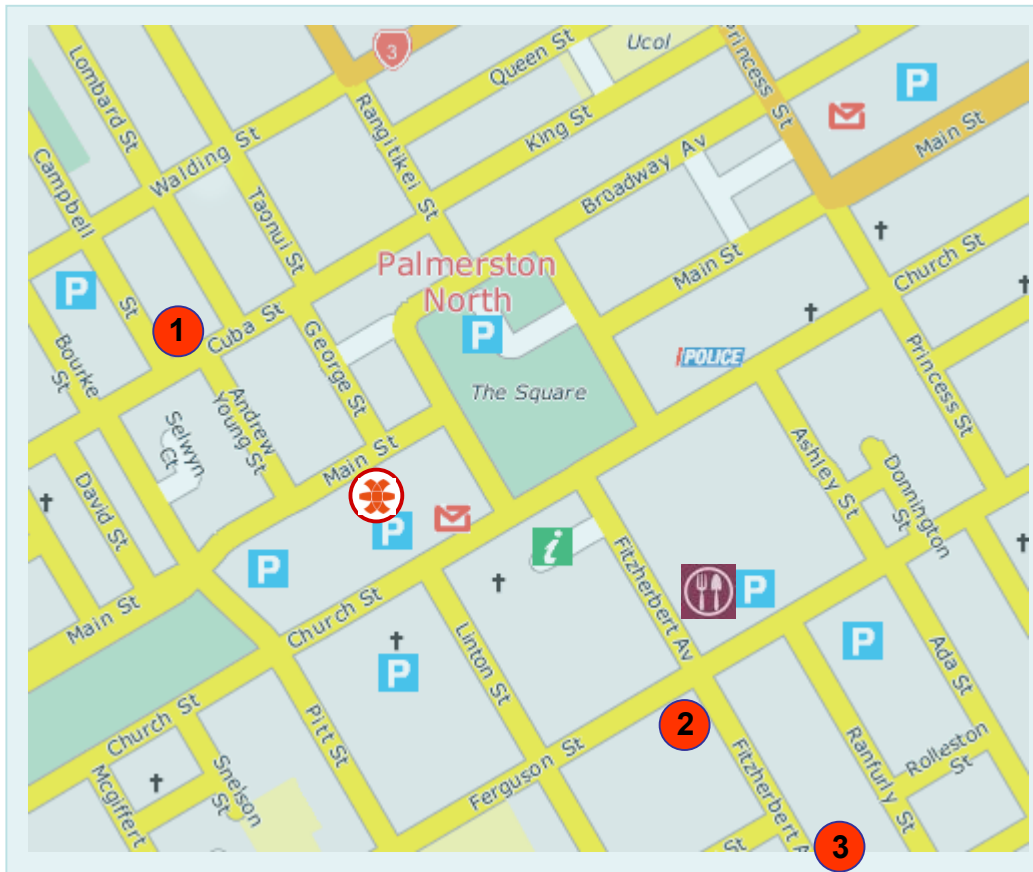 3
Queen St
Ucol
Princess St
P
Main St
Lombard St
Walding St
Rangitikei St
King St
Broadway Av
Campbell
St
Taonui St
Palmerston
North
Main St
Church St
P
1
Cuba St
George St
P
POLICE
The Square
Princess St
Bourke
St
Andrew
Young St
Selwyn
Ct
Main St
David St
Ashley St
Donnington
St
P
P
i
Fitzherbert Av
P
Main St
Church St
Linton St
P
P
Ada St
Church St
Pitt St
2
Fitzherbert A
Ranfurly St
Rolleston
St
Ferguson St
Mcgiffert
Snelson
St
St
3